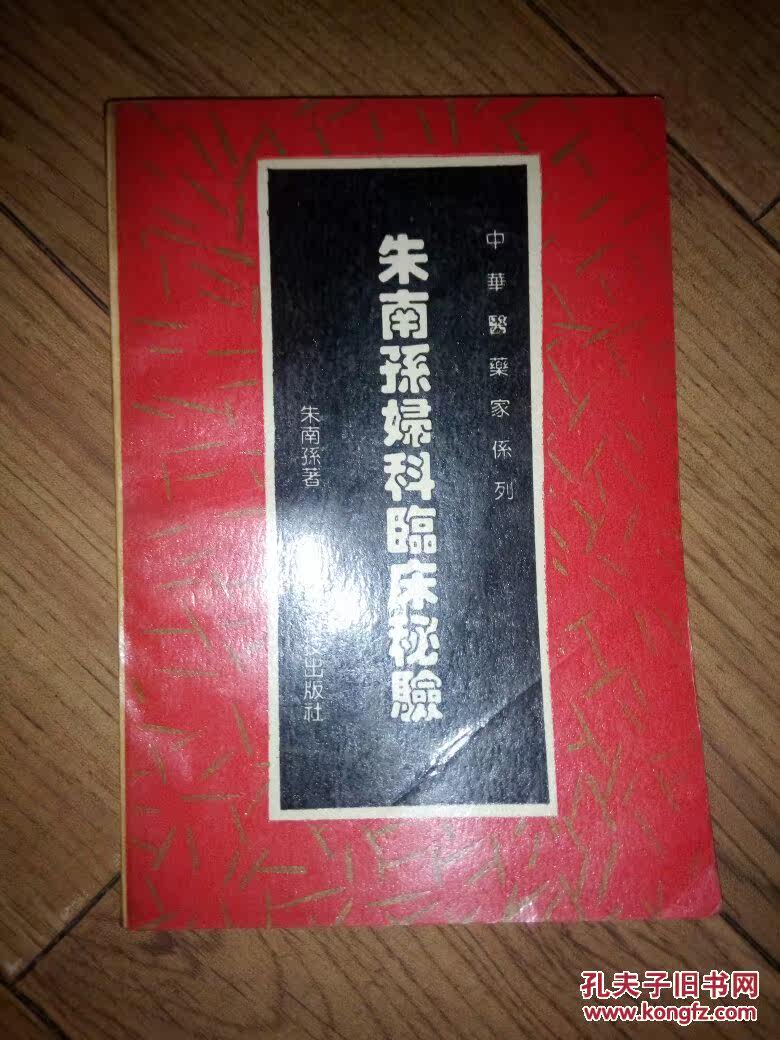 中華醫藥家係列
朱南孫婦科臨床秘驗
朱南孫著
出版社
孔夫子旧书网
www.kongfz.com